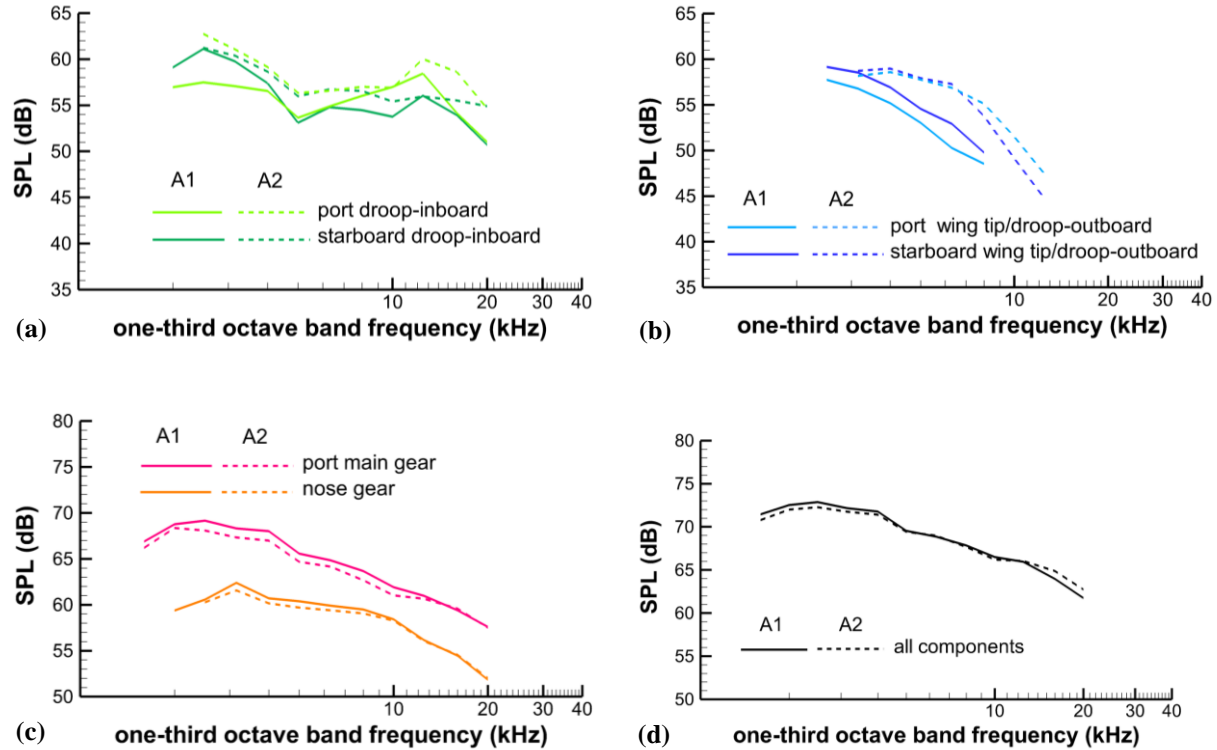 65
60
55
50
45
40
35
SPL (dB)
A1 A2
port droop-inboard
starboard droop-inboard
10 20 30 40
one-third octave band frequency (kHz)
(a)
65
60
55
50
45
40
35
SPL (dB)
A1 A2
port wing tip/droop-outboard
starboard wing tip/droop-outboard
10 20 30 40
one-third octave band frequency (kHz)
(b)
80
75
70
65
60
55
50
SPL (dB)
A1 A2
port main gear
nose gear
10 20 30 40
one-third octave band frequency (kHz)
(c)
80
75
70
65
60
55
50
SPL (dB)
A1 A2
all components
10 20 30 40
one-third octave band frequency (kHz)
(d)